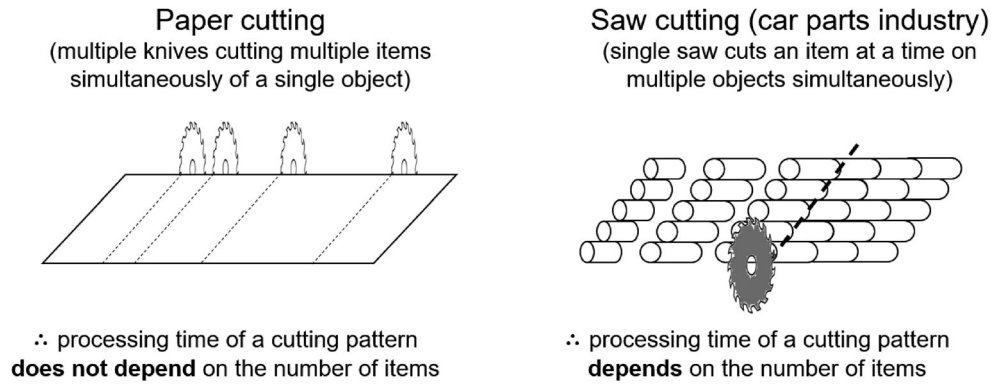 Paper cutting
(multiple knives cutting multiple items
simultaneously of a single object)
∴ processing time of a cutting pattern
does not depend on the number of items
Saw cutting (car parts industry)
(single saw cuts an item at a time on
multiple objects simultaneously)
∴ processing time of a cutting pattern
depends on the number of items